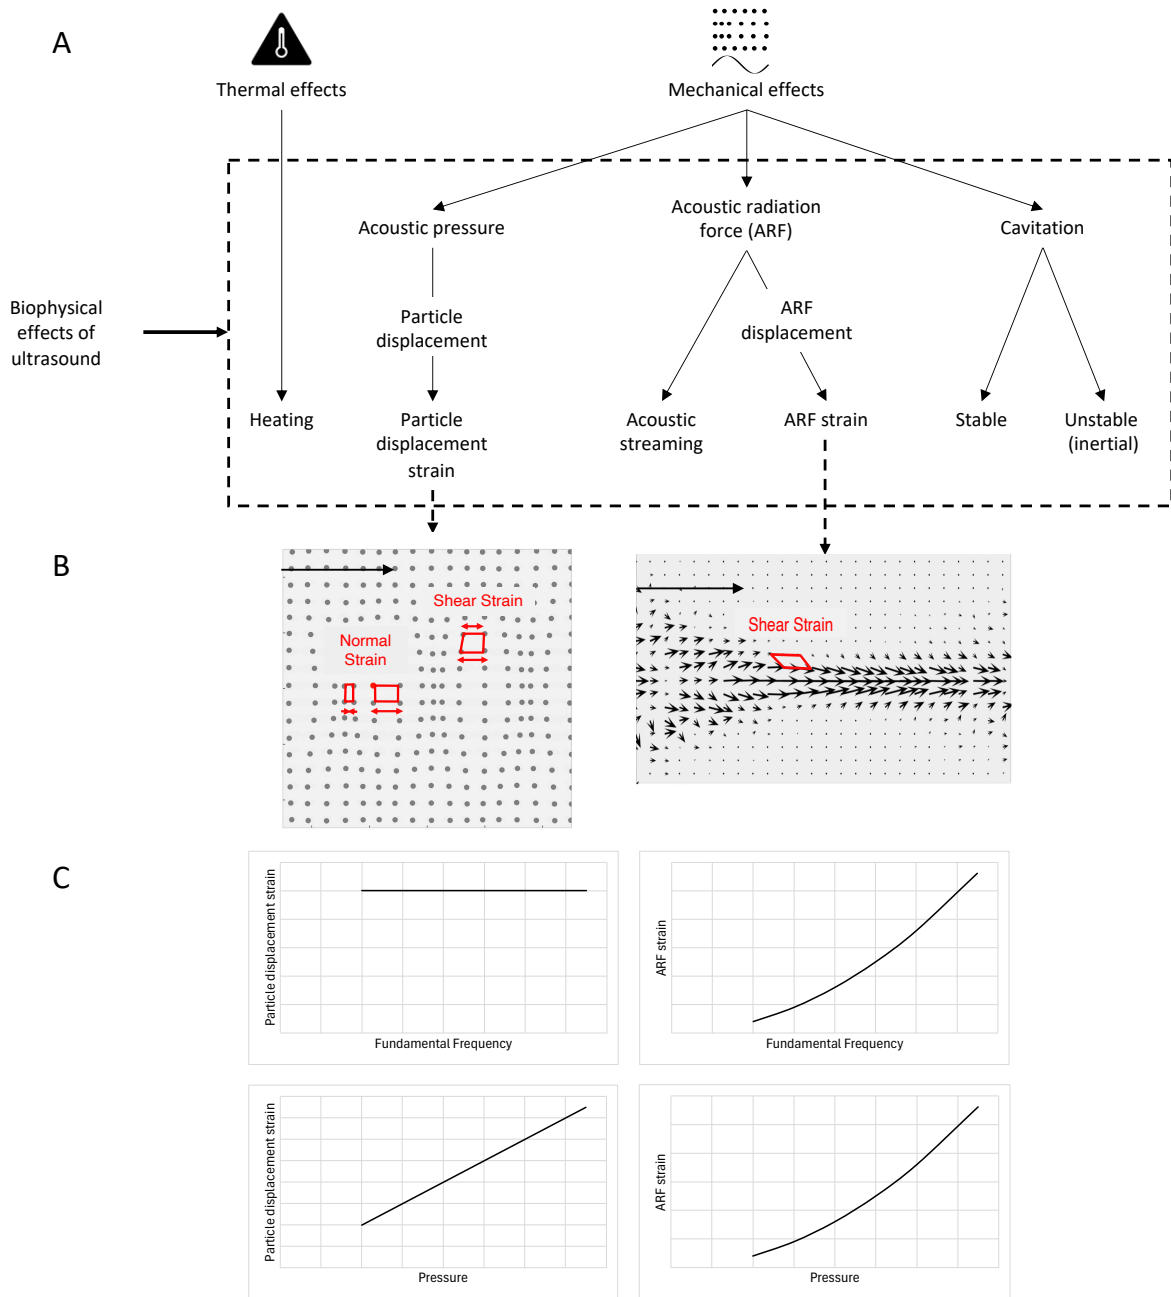 A
Thermal effects
Mechanical effects
Acoustic pressure
Acoustic radiation
force (ARF)
Cavitation
Biophysical
effects of
ultrasound
Particle
displacement
ARF
displacement
Heating
Particle
displacement
strain
Acoustic
streaming
ARF strain
Stable
Unstable
(inertial)
B
Shear Strain
Normal
Strain
Shear Strain
C
Particle displacement strain
Fundamental Frequency
ARF strain
Fundamental Frequency
Particle displacement strain
Pressure
ARF strain
Pressure